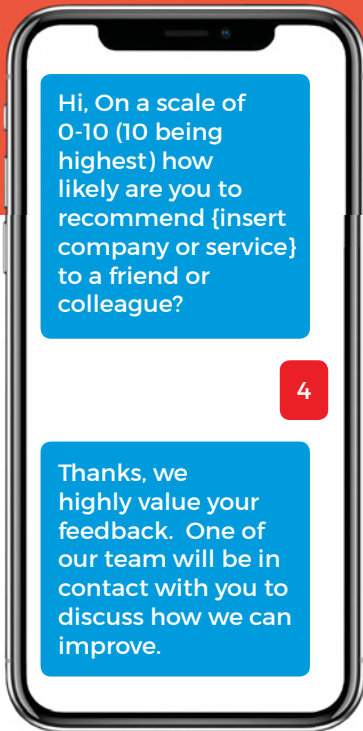 Hi, On a scale of
0-10 (10 being
highest) how
likely are you to
recommend {insert
company or service}
to a friend or
colleague?
4
Thanks, we
highly value your
feedback.  One of
our team will be in
contact with you to
discuss how we can
improve.